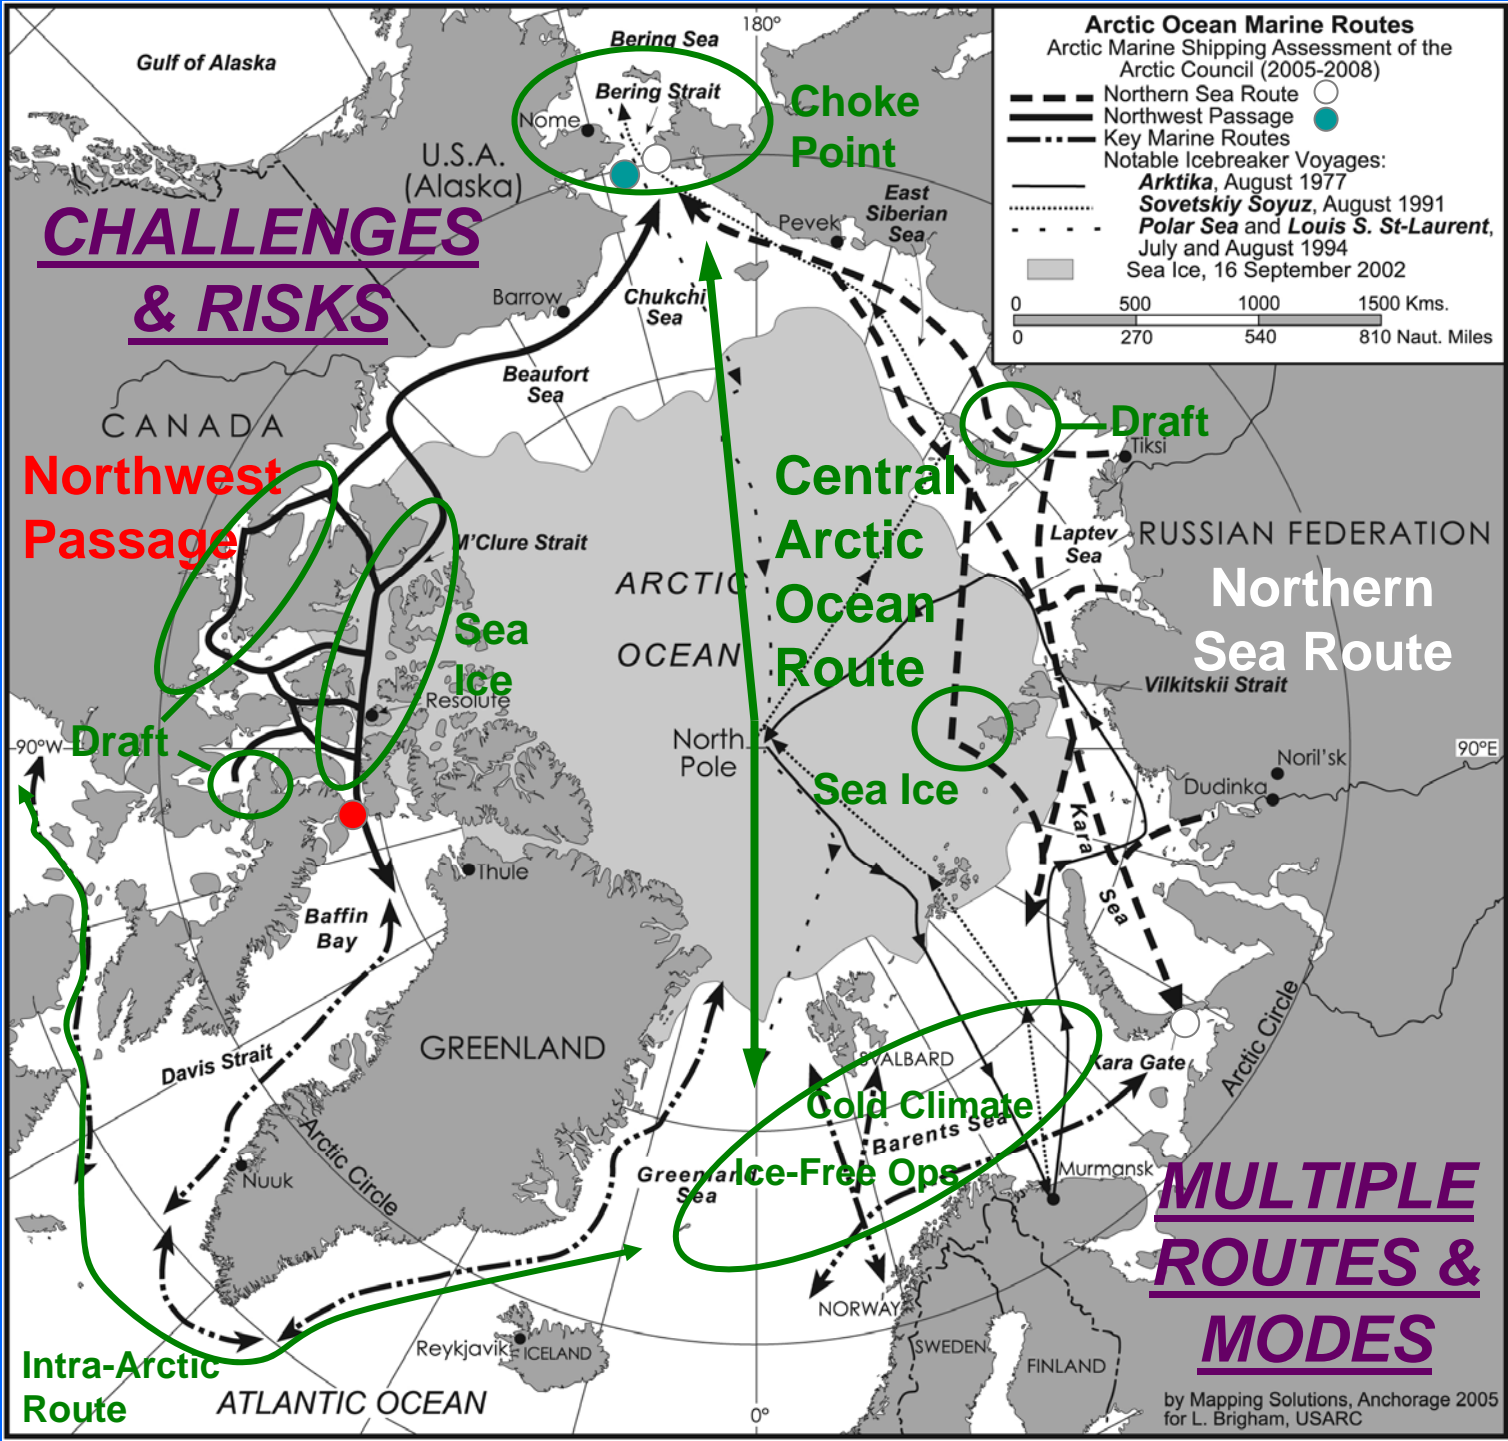 180°
Bering Sea
Gulf of Alaska
Bering Strait
Nome
Choke
Point
U.S.A.
(Alaska)
CHALLENGES
& RISKS
Arctic Ocean Marine Routes
Arctic Marine Shipping Assessment of the
Arctic Council (2005-2008)
Northern Sea Route
Northwest Passage
Key Marine Routes
Notable Icebreaker Voyages:
Arktika, August 1977
Sovetskiy Soyuz, August 1991
Polar Sea and Louis S. St-Laurent,
July and August 1994
Sea Ice, 16 September 2002
0 500 1000 1500 Kms.
0 270 540 810 Naut. Miles
East
Siberian
Sea
Pevek
Barrow
Chukchi
Sea
Beaufort
Sea
CANADA
Northwest
Passage
Draft
Tiksi
Central
Arctic
Ocean
Route
M'Clure Strait
ARCTIC
OCEAN
Laptev
Sea
RUSSIAN FEDERATION
Northern
Sea Route
Sea
Ice
Resolute
Vilkitskii Strait
Draft
90°W
North
Pole
Sea Ice
90°E
Noril'sk
Dudinka
Kara
Sea
Thule
Baffin
Bay
GREENLAND
Davis Strait
SVALBARD
Kara Gate
Arctic Circle
Cold Climate
Barents Sea
Ice-Free Ops
Greenland
Sea
Arctic Circle
Nuuk
Murmansk
MULTIPLE
ROUTES &
MODES
NORWAY
SWEDEN
FINLAND
Reykjavik
ICELAND
Intra-Arctic
Route
ATLANTIC OCEAN
0°
by Mapping Solutions, Anchorage 2005
for L. Brigham, USARC